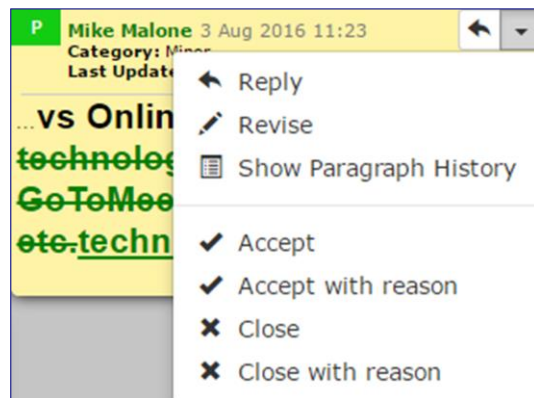 P
Mike Malone 3 Aug 2016 11:23
Category:
Last Update
...vs Onlin
technolog
GoToMee
etc.techn
Reply
Revise
Show Paragraph History
Accept
Accept with reason
Close
Close with reason